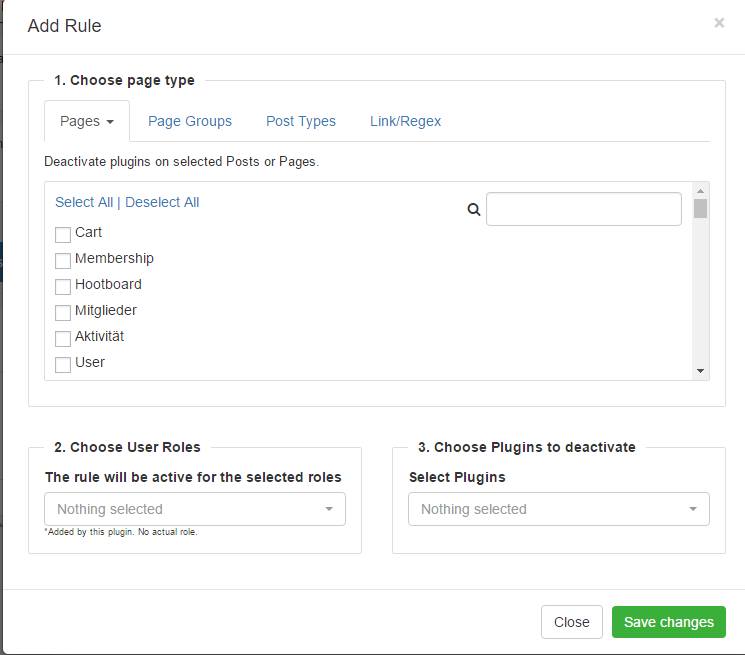 Add Rule
×
1. Choose page type
Pages
Page Groups
Post Types
Link/Regex
Deactivate plugins on selected Posts or Pages.
Select All | Deselect All
Cart
Membership
Hootboard
Mitglieder
Aktivität
User
2. Choose User Roles
The rule will be active for the selected roles
Nothing selected
*Added by this plugin. No actual role.
3. Choose Plugins to deactivate
Select Plugins
Nothing selected
Close
Save changes